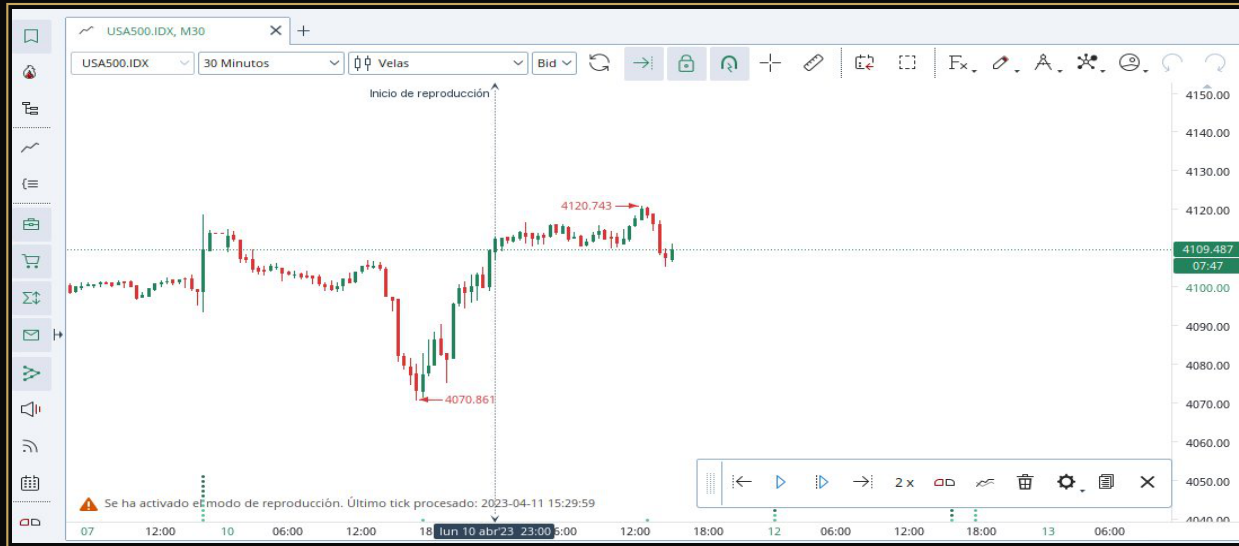 USA500.IDX, M30
USA500.IDX
30 Minutos
Velas
Bid
Fx
Inicio de reproducción
4150.00
4140.00
4130.00
4120.00
4120.743
4109.487
07:47
4100.00
4090.00
4080.00
4070.00
4070.861
4060.00
4050.00
4040.00
2 x
Se ha activado el modo de reproducción. Último tick procesado: 2023-04-11 15:29:59
07 12:00 10 06:00 12:00 18 lun 10 abr'23 23:00 6:00 12:00 18:00 12 06:00 12:00 18:00 13 06:00